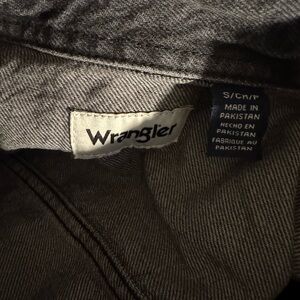 Wrangler
S/CH/P
MADE IN
PAKISTAN
HECHO EN
PAKISTAN
FABRIQUÉ AU
PAKISTAN